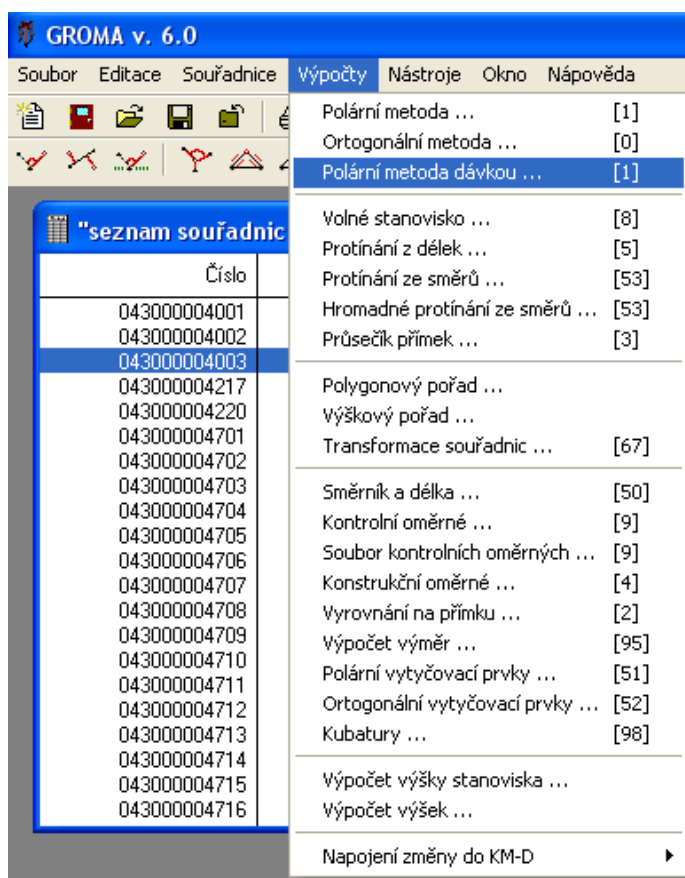 GROMA v. 6.0
Soubor Editace Souřadnice Výpočty Nástroje Okno Nápověda
Polární metoda ... [1]
Ortogonální metoda ... [0]
Polární metoda dávkou ... [1]
Volné stanovisko ... [8]
Protínání z délek ... [5]
Protínání ze směrů ... [53]
Hromadné protínání ze směrů ... [53]
Průsečík přímek ... [3]
Polygonový pořad ...
Výškový pořad ...
Transformace souřadnic ... [67]
Směrník a délka ... [50]
Kontrolní oměrné ... [9]
Soubor kontrolních oměrných ... [9]
Konstrukční oměrné ... [4]
Vyrovnání na přímku ... [2]
Výpočet výměr ... [95]
Polární vytyčovací prvky ... [51]
Ortogonální vytyčovací prvky ... [52]
Kubatury ... [98]
Výpočet výšky stanoviska ...
Výpočet výšek ...
Napojení změny do KM-D
"seznam souřadnic
Číslo
043000004001
043000004002
043000004003
043000004217
043000004220
043000004701
043000004702
043000004703
043000004704
043000004705
043000004706
043000004707
043000004708
043000004709
043000004710
043000004711
043000004712
043000004713
043000004714
043000004715
043000004716